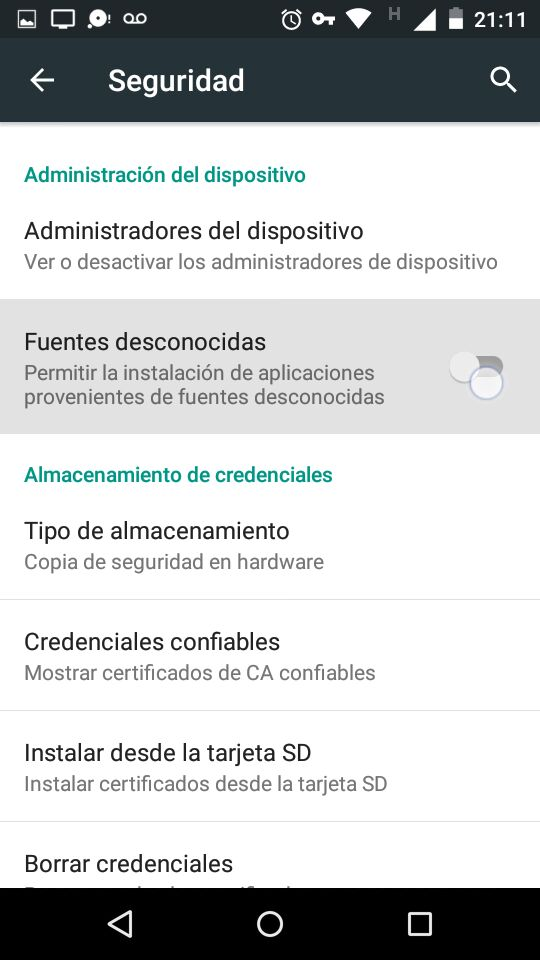 H 21:11
Seguridad
Administración del dispositivo
Administradores del dispositivo
Ver o desactivar los administradores de dispositivo
Fuentes desconocidas
Permitir la instalación de aplicaciones
provenientes de fuentes desconocidas
Almacenamiento de credenciales
Tipo de almacenamiento
Copia de seguridad en hardware
Credenciales confiables
Mostrar certificados de CA confiables
Instalar desde la tarjeta SD
Instalar certificados desde la tarjeta SD
Borrar credenciales